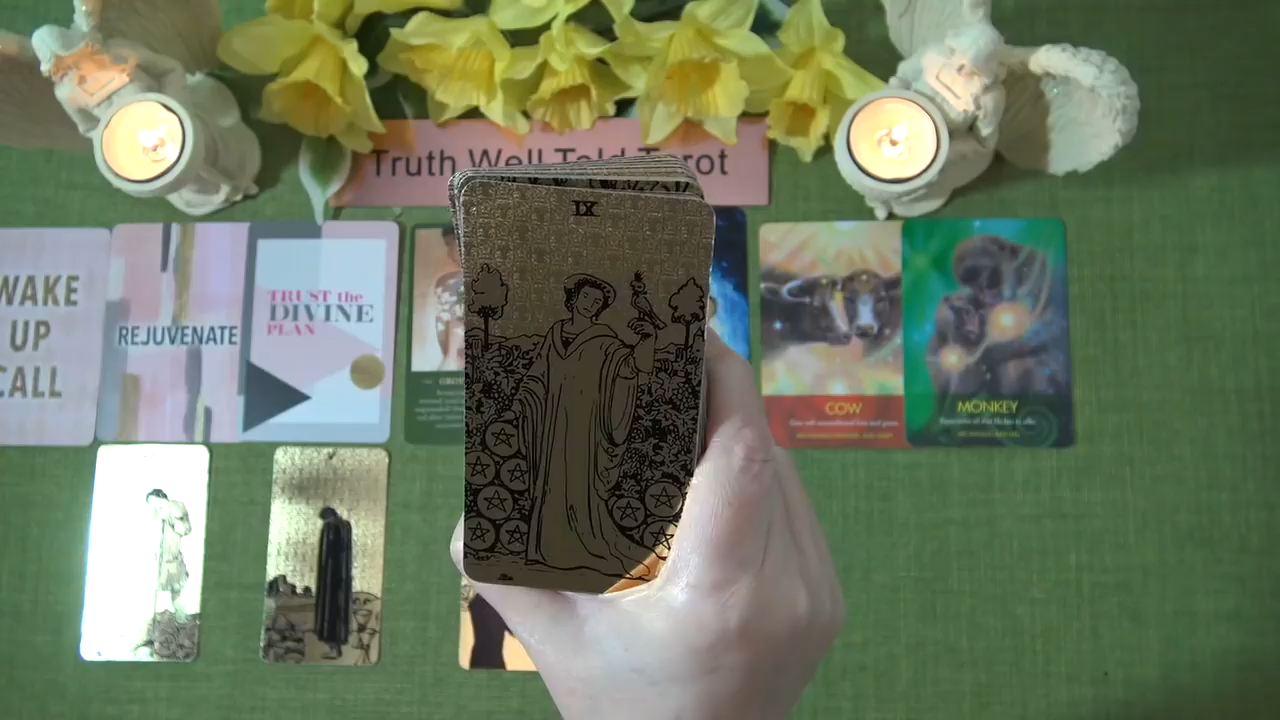 Truth Well Told Tarot
IX
WAKE
UP
CALL
REJUVENATE
TRUST the
DIVINE
PLAN
COW
MONKEY